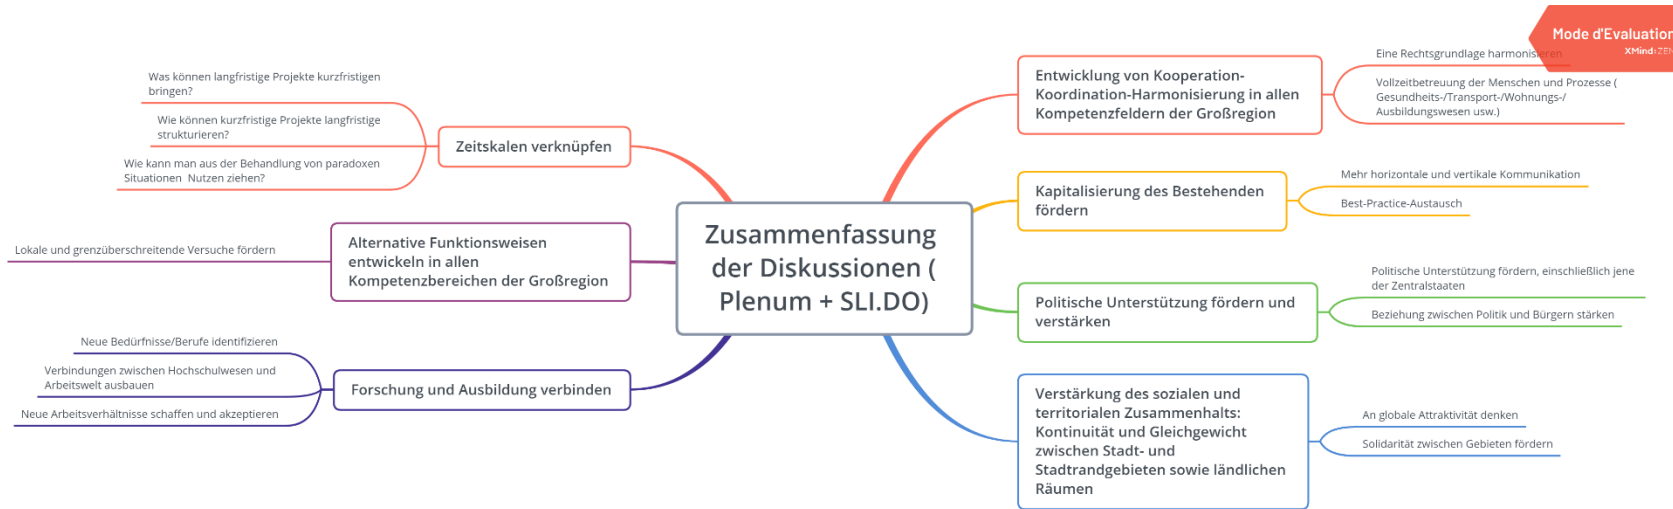 Zusammenfassung
der Diskussionen (
Plenum + SLI.DO)
Mode d'Evaluation
XMind:ZEN
Entwicklung von Kooperation-
Koordination-Harmonisierung in allen
Kompetenzfeldern der Großregion
Eine Rechtsgrundlage harmonisieren
Vollzeitbetreuung der Menschen und Prozesse (
Gesundheits-/Transport-/Wohnungs-/
Ausbildungswesen usw.)
Kapitalisierung des Bestehenden
fördern
Mehr horizontale und vertikale Kommunikation
Best-Practice-Austausch
Politische Unterstützung fördern und
verstärken
Politische Unterstützung fördern, einschließlich jene
der Zentralstaaten
Beziehung zwischen Politik und Bürgern stärken
Verstärkung des sozialen und
territorialen Zusammenhalts:
Kontinuität und Gleichgewicht
zwischen Stadt- und
Stadtrandgebieten sowie ländlichen
Räumen
An globale Attraktivität denken
Solidarität zwischen Gebieten fördern
Zeitskalen verknüpfen
Was können langfristige Projekte kurzfristigen
bringen?
Wie können kurzfristige Projekte langfristige
strukturieren?
Wie kann man aus der Behandlung von paradoxen
Situationen  Nutzen ziehen?
Alternative Funktionsweisen
entwickeln in allen
Kompetenzbereichen der Großregion
Lokale und grenzüberschreitende Versuche fördern
Forschung und Ausbildung verbinden
Neue Bedürfnisse/Berufe identifizieren
Verbindungen zwischen Hochschulwesen und
Arbeitswelt ausbauen
Neue Arbeitsverhältnisse schaffen und akzeptieren